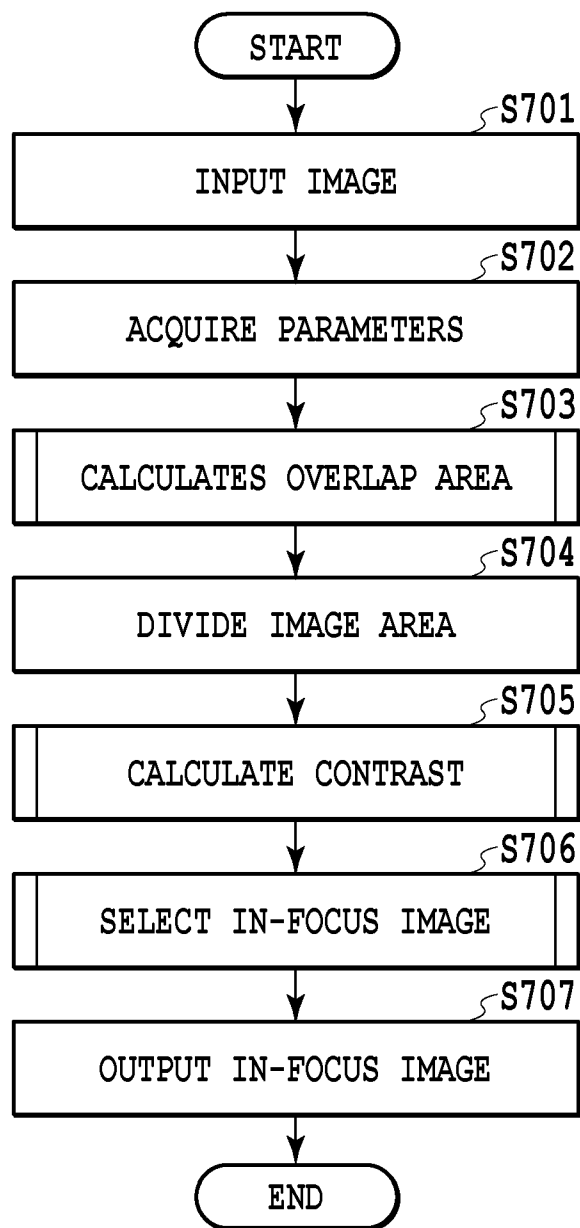 START
S701
INPUT IMAGE
S702
ACQUIRE PARAMETERS
S703
CALCULATES OVERLAP AREA
S704
DIVIDE IMAGE AREA
S705
CALCULATE CONTRAST
S706
SELECT IN-FOCUS IMAGE
S707
OUTPUT IN-FOCUS IMAGE
END